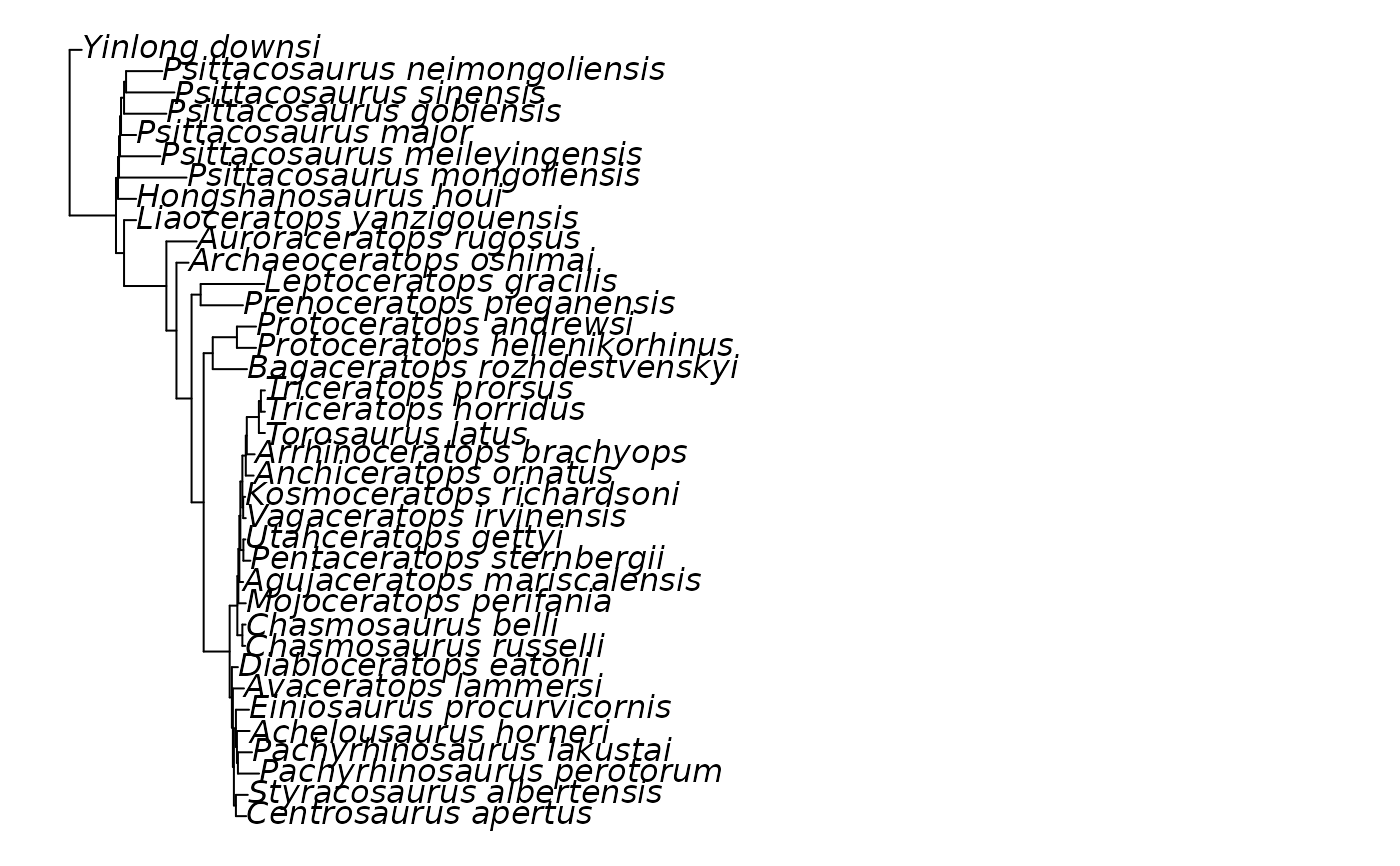 Yinlong downsi
Psittacosaurus neimongoliensis
Psittacosaurus sinensis
Psittacosaurus gobiensis
Psittacosaurus major
Psittacosaurus meileyingensis
Psittacosaurus mongoliensis
Hongshanosaurus houi
Liaoceratops yanzigouensis
Auroraceratops rugosus
Archaeoceratops oshimai
Leptoceratops gracilis
Prenoceratops pieganensis
Protoceratops andrewsi
Protoceratops hellenikorhinus
Bagaceratops rozhdestvenskyi
Triceratops prorsus
Triceratops horridus
Torosaurus latus
Arrhinoceratops brachyops
Anchiceratops ornatus
Kosmoceratops richardsoni
Vagaceratops irvinensis
Utahceratops gettyi
Pentaceratops sternbergii
Agujaceratops mariscalensis
Mojoceratops perifania
Chasmosaurus belli
Chasmosaurus russelli
Diabloceratops eatoni
Avaceratops lammersi
Einiosaurus procurvicornis
Achelousaurus horneri
Pachyrhinosaurus lakustai
Pachyrhinosaurus perotorum
Styracosaurus albertensis
Centrosaurus apertus